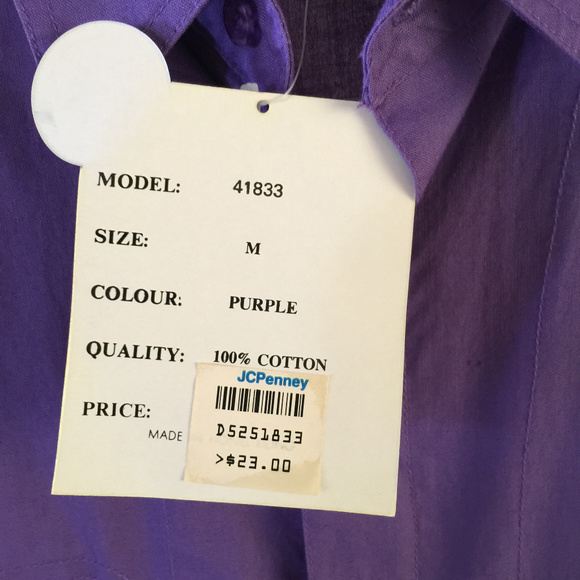 MODEL: 41833
SIZE: M
COLOUR: PURPLE
QUALITY: 100% COTTON
JCPenney
PRICE:
MADE
D5251833
>$23.00